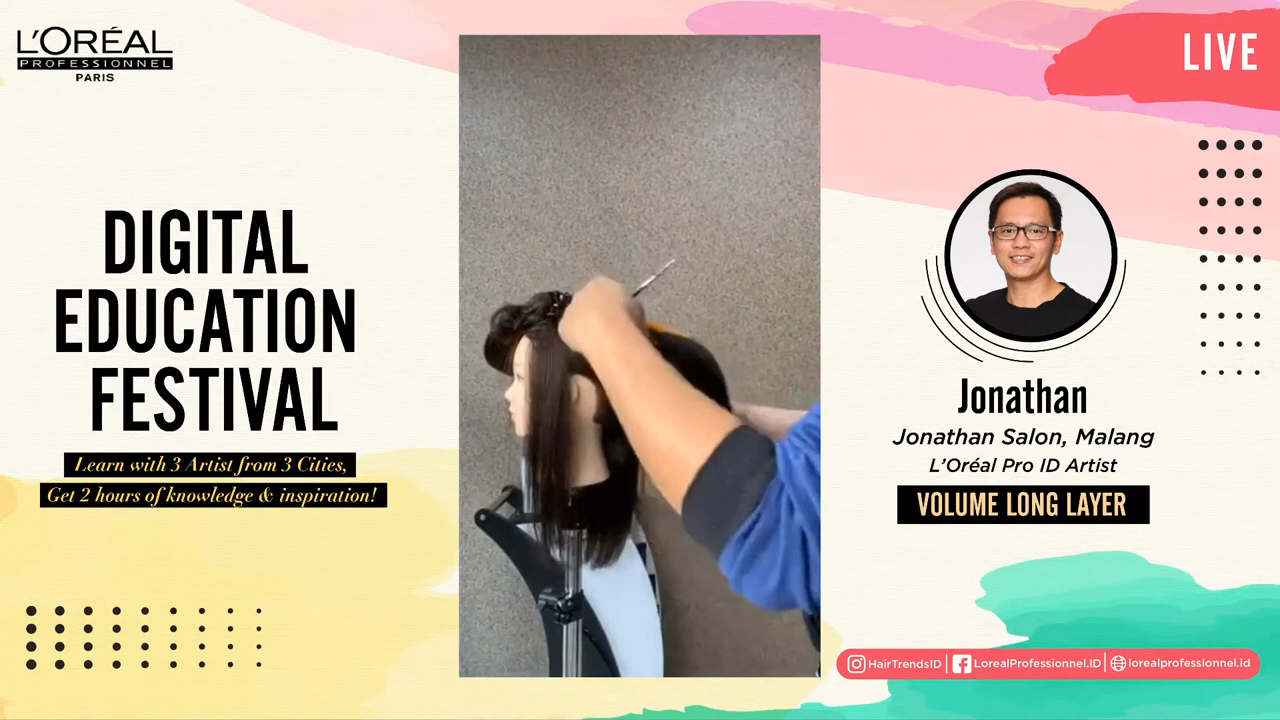 L'ORÉAL
PROFESSIONNEL
PARIS
LIVE
DIGITAL
EDUCATION
FESTIVAL
Learn with 3 Artist from 3 Cities,
Get 2 hours of knowledge & inspiration!
Jonathan
Jonathan Salon, Malang
L'Oréal Pro ID Artist
VOLUME LONG LAYER
HairTrendsID | LorealProfessionnel.ID | lorealprofessionnel.id